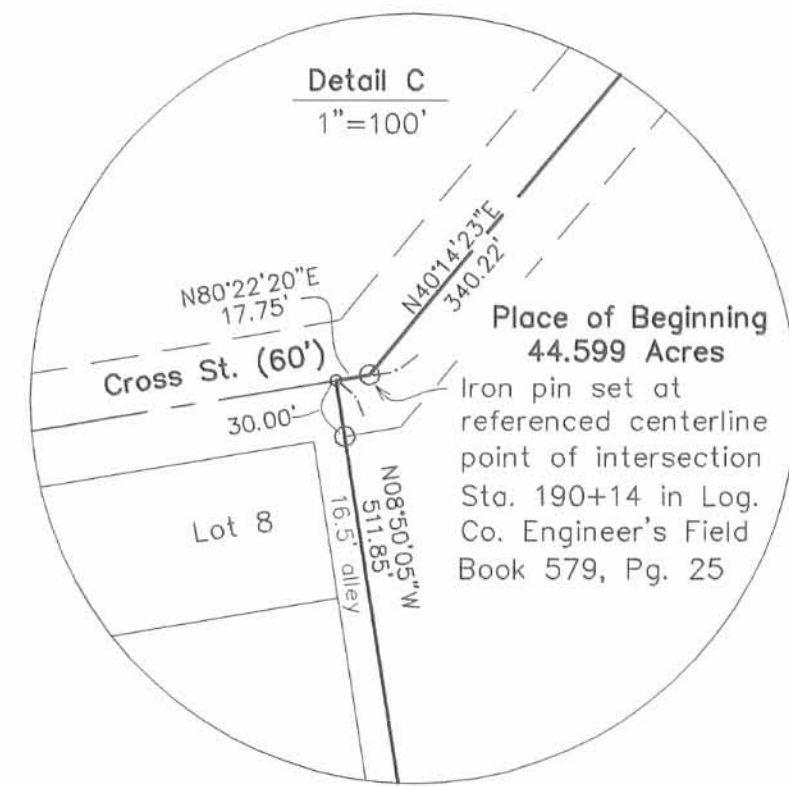 Detail C
1"=100'
N40°14'23"E
340.22'
N80°22'20"E
17.75'
Place of Beginning
44.599 Acres
Cross St. (60')
Iron pin set at
referenced centerline
point of intersection
Sta. 190+14 in Log.
Co. Engineer's Field
Book 579, Pg. 25
30.00'
N08°50'05"W
511.85'
16.5' alley
Lot 8